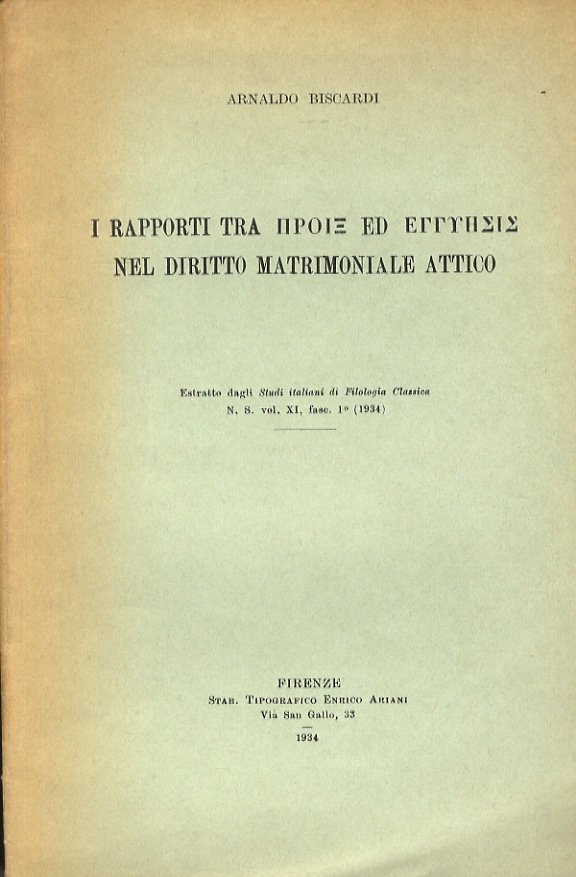 ARNALDO BISCARDI
I RAPPORTI TRA ΠΡΟΙΞ ED ΕΓΓΥΗΣΙΣ
NEL DIRITTO MATRIMONIALE ATTICO
Estratto dagli Studi italiani di Filologia Classica
N. S. vol. XI, fasc. 1º (1934)
FIRENZE
STAB. TIPOGRAFICO ENRICO ARIANI
Via San Gallo, 33
1934